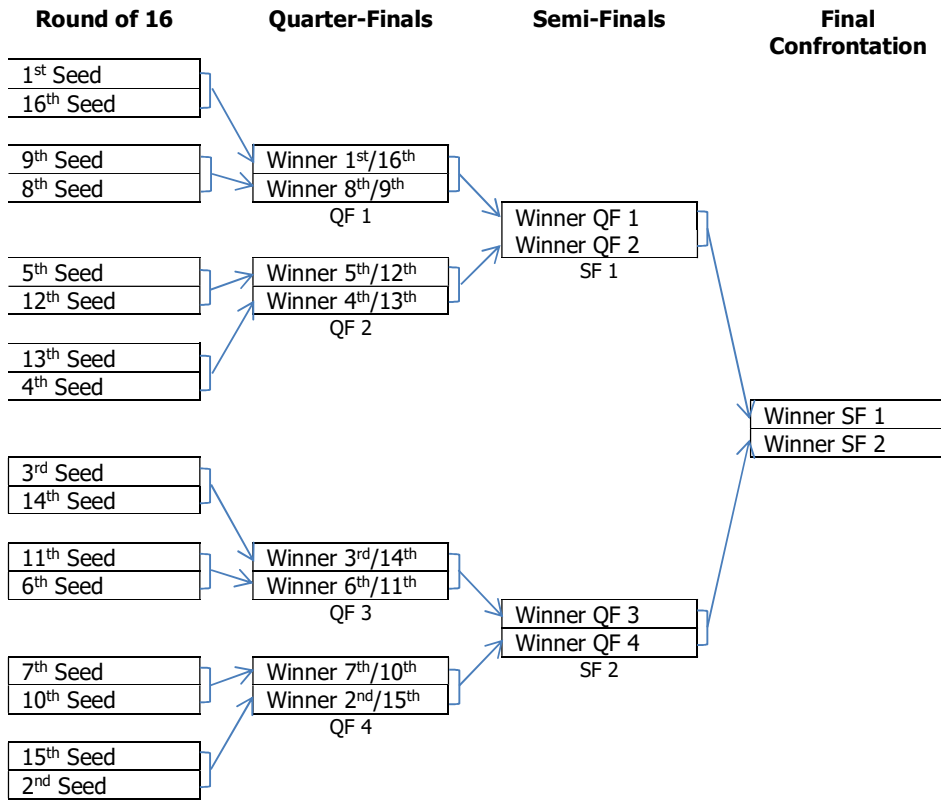 Round of 16
Quarter-Finals
Semi-Finals
Final
Confrontation
1st Seed
16th Seed
9th Seed
8th Seed
5th Seed
12th Seed
13th Seed
4th Seed
3rd Seed
14th Seed
11th Seed
6th Seed
7th Seed
10th Seed
15th Seed
2nd Seed
Winner 1st/16th
Winner 8th/9th
QF 1
Winner 5th/12th
Winner 4th/13th
QF 2
Winner 3rd/14th
Winner 6th/11th
QF 3
Winner 7th/10th
Winner 2nd/15th
QF 4
Winner QF 1
Winner QF 2
SF 1
Winner QF 3
Winner QF 4
SF 2
Winner SF 1
Winner SF 2